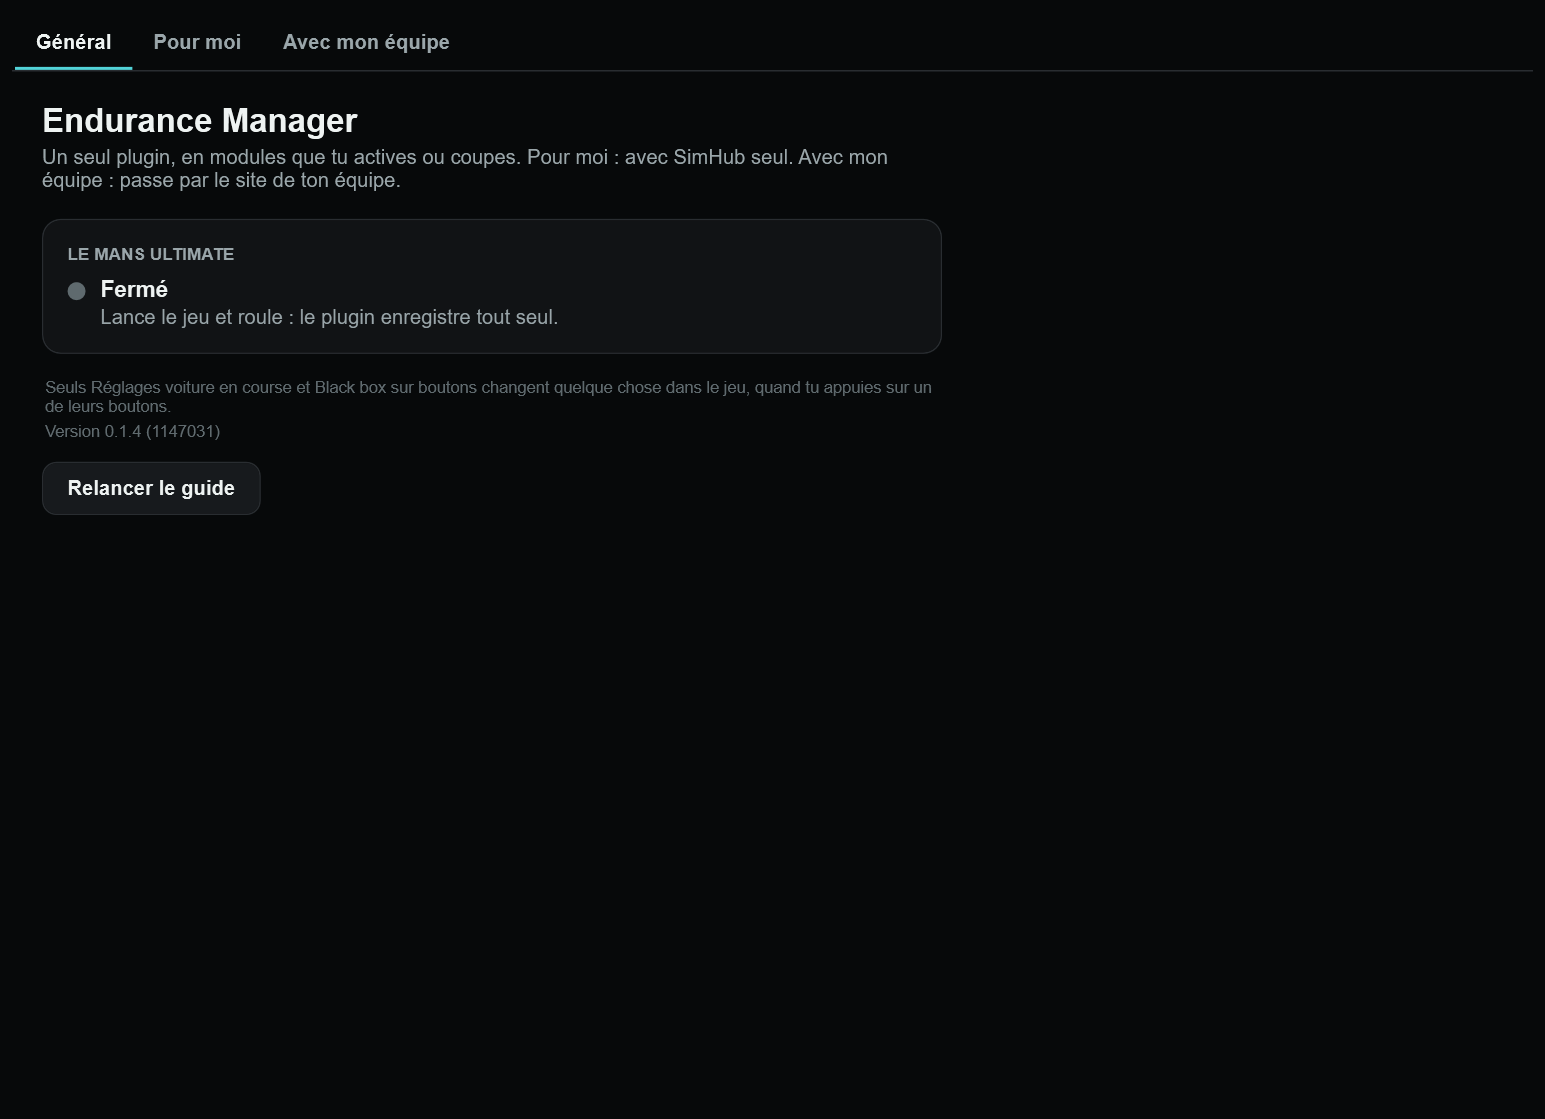 Général
Pour moi
Avec mon équipe
Endurance Manager
Un seul plugin, en modules que tu actives ou coupes. Pour moi : avec SimHub seul. Avec mon
équipe : passe par le site de ton équipe.
LE MANS ULTIMATE
Fermé
Lance le jeu et roule : le plugin enregistre tout seul.
Seuls Réglages voiture en course et Black box sur boutons changent quelque chose dans le jeu, quand tu appuies sur un
de leurs boutons.
Version 0.1.4 (1147031)
Relancer le guide